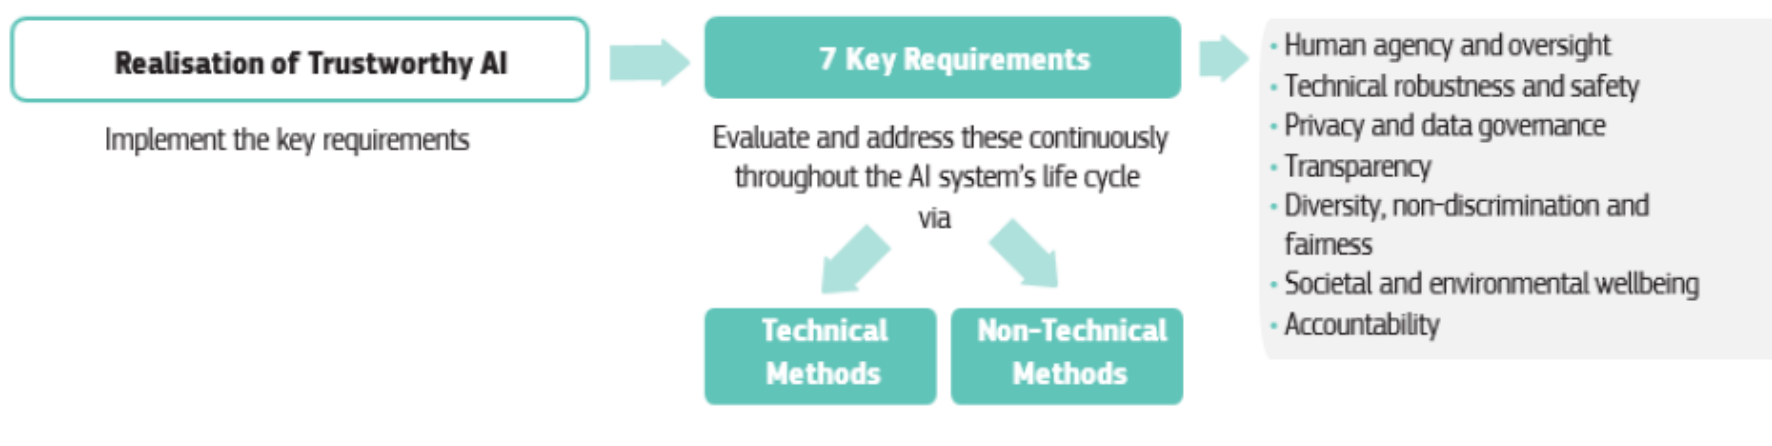 Realisation of Trustworthy AI
Implement the key requirements
7 Key Requirements
Evaluate and address these continuously
throughout the AI system's life cycle
via
Technical
Methods
Non-Technical
Methods
· Human agency and oversight
· Technical robustness and safety
· Privacy and data governance
· Transparency
· Diversity, non-discrimination and
fairness
· Societal and environmental wellbeing
· Accountability